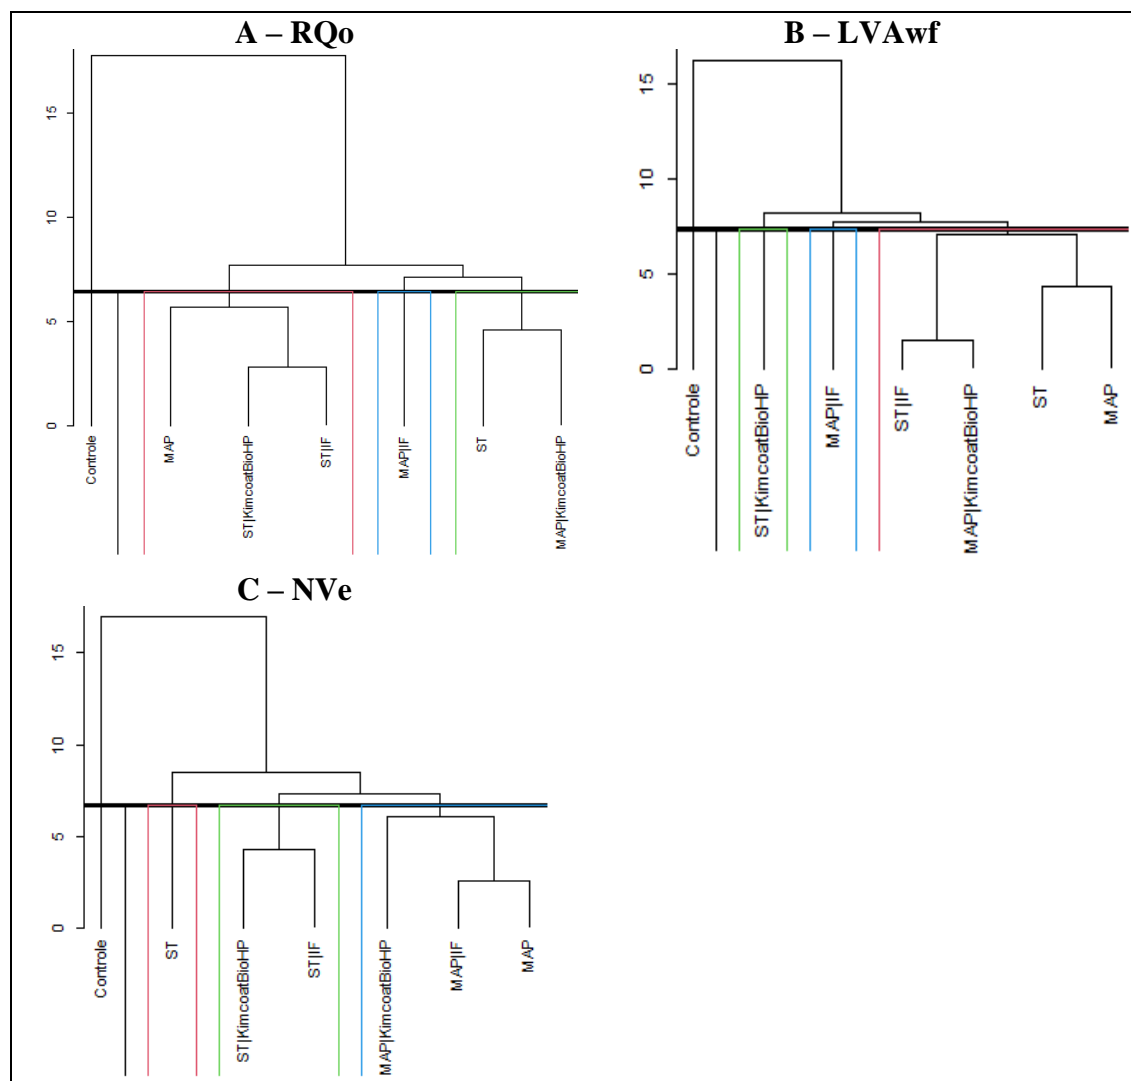 A – RQo
15
10
5
0
Controle
MAP
ST|KimcoatBioHP
ST|IF
MAP|IF
ST
MAP|KimcoatBioHP
B – LVAwf
15
10
5
0
Controle
ST|KimcoatBioHP
MAP|IF
ST|IF
MAP|KimcoatBioHP
ST
MAP
C – NVe
15
10
5
0
Controle
ST
ST|KimcoatBioHP
ST|IF
MAP|KimcoatBioHP
MAP|IF
MAP